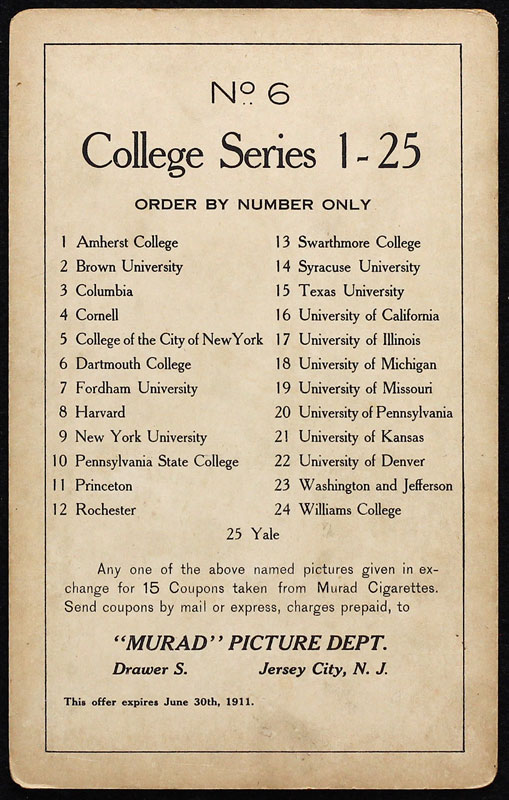 No. 6
College Series 1-25
ORDER BY NUMBER ONLY
1 Amherst College
2 Brown University
3 Columbia
4 Cornell
5 College of the City of New York
6 Dartmouth College
7 Fordham University
8 Harvard
9 New York University
10 Pennsylvania State College
11 Princeton
12 Rochester
13 Swarthmore College
14 Syracuse University
15 Texas University
16 University of California
17 University of Illinois
18 University of Michigan
19 University of Missouri
20 University of Pennsylvania
21 University of Kansas
22 University of Denver
23 Washington and Jefferson
24 Williams College
25 Yale
Any one of the above named pictures given in ex-
change for 15 Coupons taken from Murad Cigarettes.
Send coupons by mail or express, charges prepaid, to
“MURAD” PICTURE DEPT.
Drawer S. Jersey City, N. J.
This offer expires June 30th, 1911.